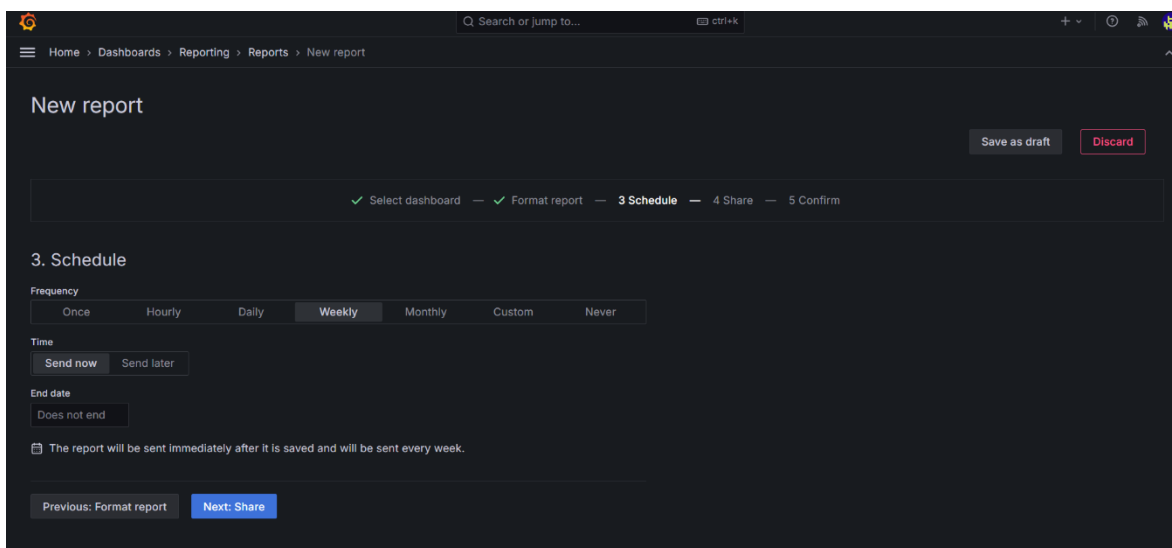 Search or jump to... ctrl+k
Home › Dashboards › Reporting › Reports › New report
New report
Save as draft Discard
Select dashboard — Format report — 3 Schedule — 4 Share — 5 Confirm
3. Schedule
Frequency
Once Hourly Daily Weekly Monthly Custom Never
Time
Send now Send later
End date
Does not end
The report will be sent immediately after it is saved and will be sent every week.
Previous: Format report Next: Share